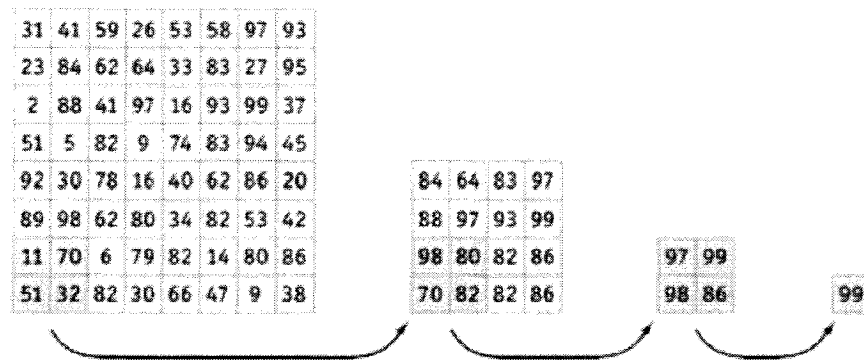 31 41 59 26 53 58 97 93
23 84 62 64 33 83 27 95
2 88 41 97 16 93 99 37
51 5 82 9 74 83 94 45
92 30 78 16 40 62 86 20
89 98 62 80 34 82 53 42
11 70 6 79 82 14 80 86
51 32 82 30 66 47 9 38
84 64 83 97
88 97 93 99
98 80 82 86
70 82 82 86
97 99
98 86
99